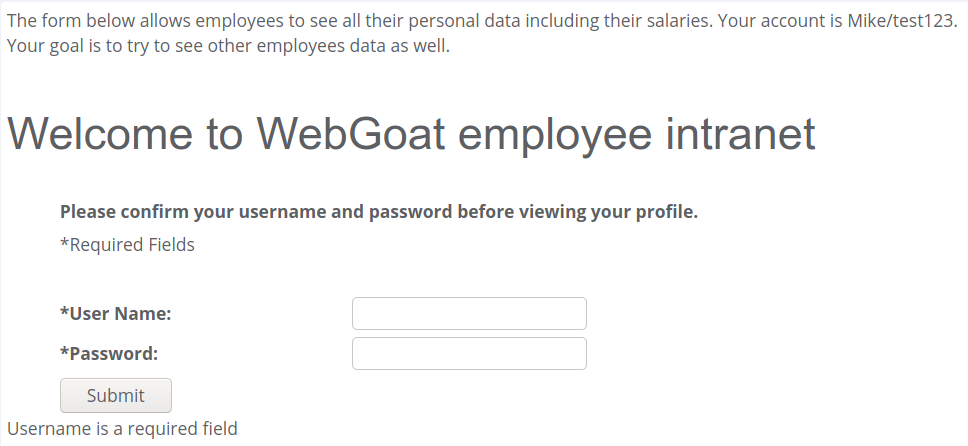 The form below allows employees to see all their personal data including their salaries. Your account is Mike/test123.
Your goal is to try to see other employees data as well.
Welcome to WebGoat employee intranet
Please confirm your username and password before viewing your profile.
*Required Fields
*User Name:
*Password:
Submit
Username is a required field